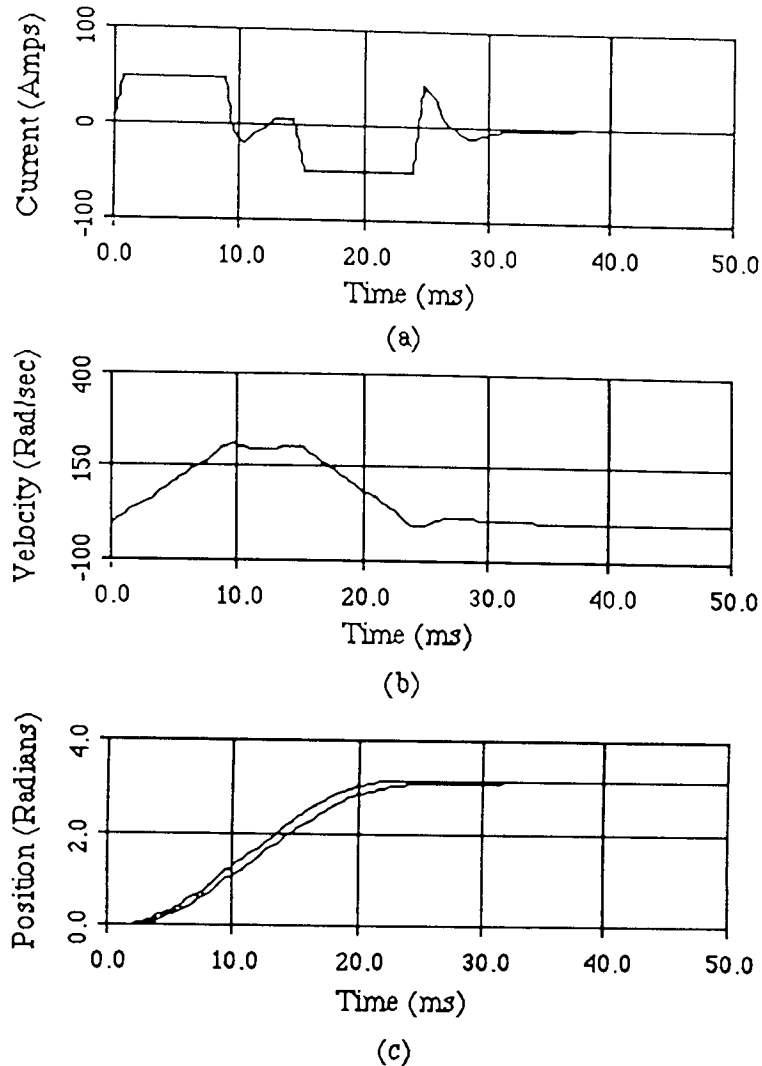 Current (Amps)
100
0
-100
0.0 10.0 20.0 30.0 40.0 50.0
Time (ms)
(a)
Velocity (Rad/sec)
400
150
-100
0.0 10.0 20.0 30.0 40.0 50.0
Time (ms)
(b)
Position (Radians)
4.0
2.0
0.0
0.0 10.0 20.0 30.0 40.0 50.0
Time (ms)
(c)